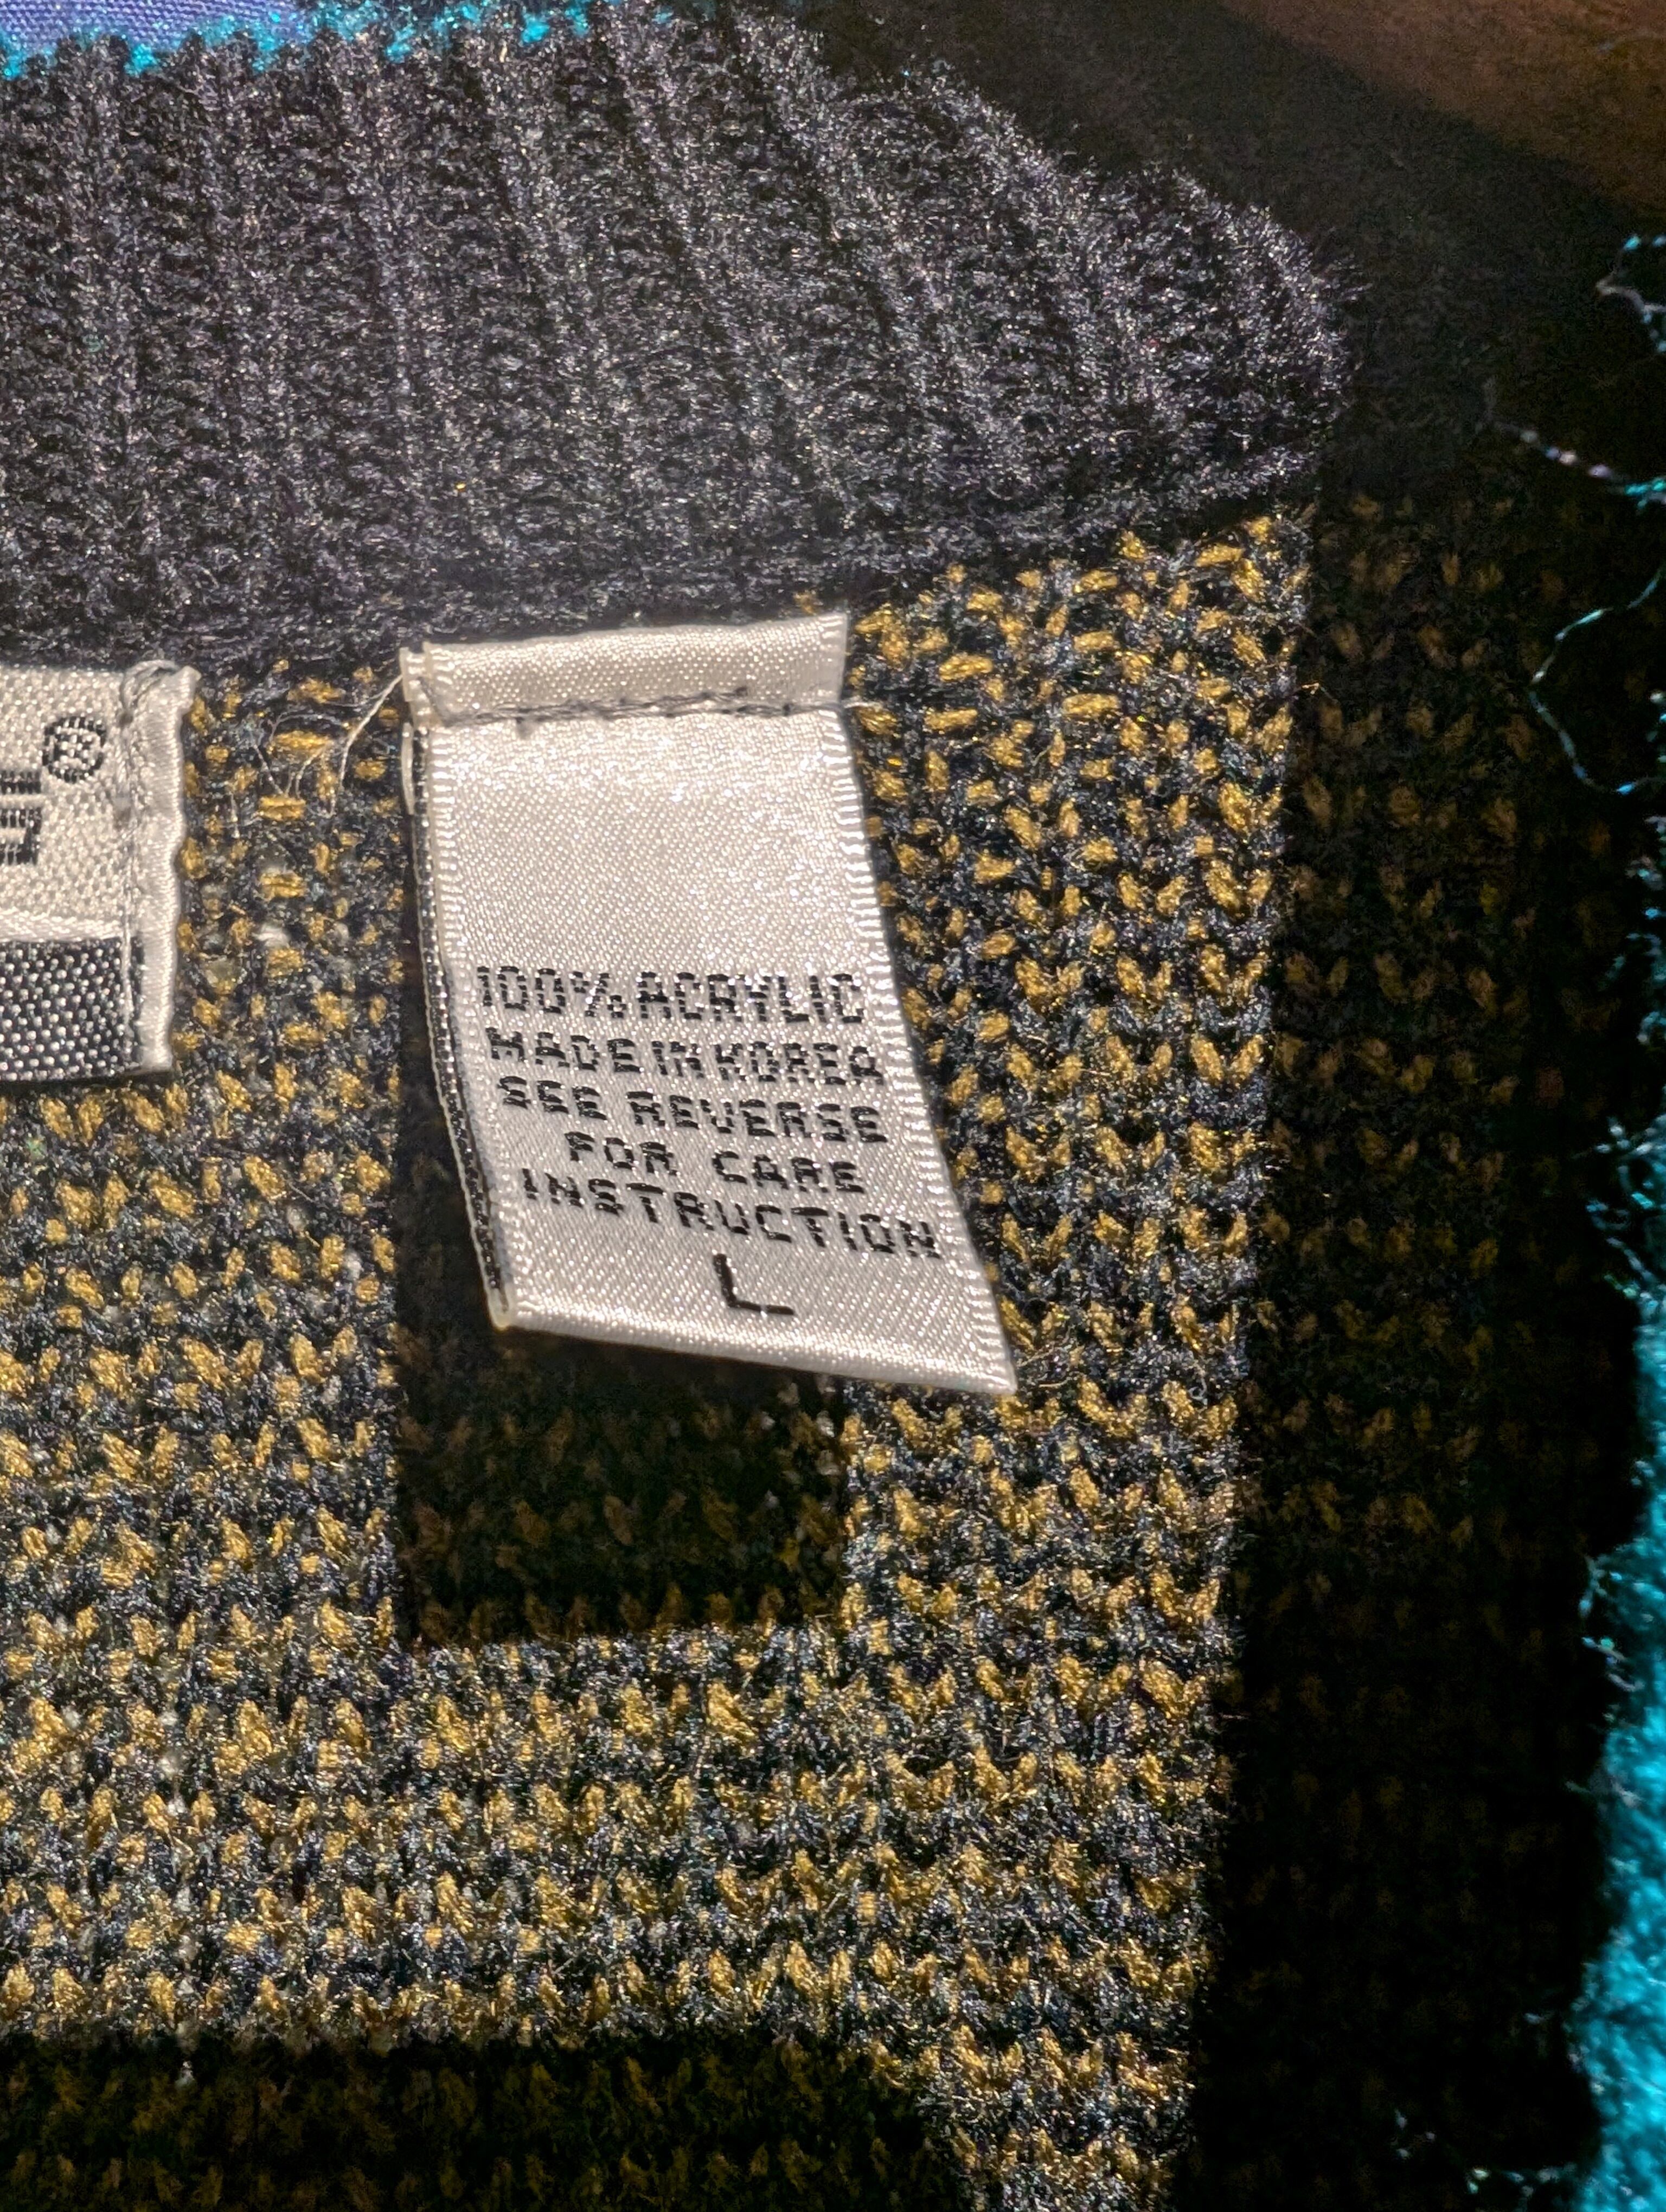 ®
100% ACRYLIC
MADE IN KOREA
SEE REVERSE
FOR CARE
INSTRUCTION
L